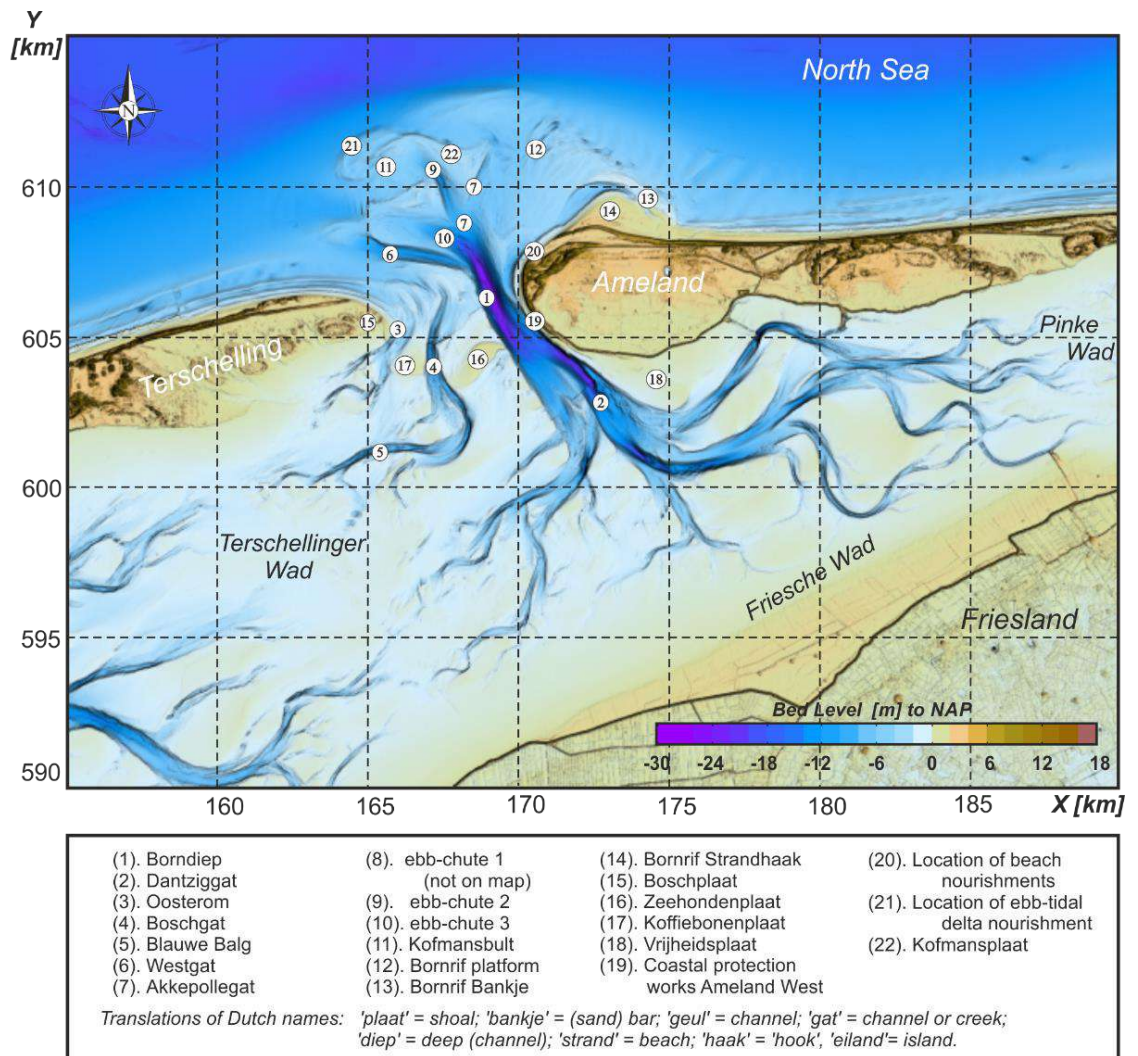 Y
[km]
North Sea
N
21
22
12
11
9
7
610
13
14
7
10
20
6
Ameland
1
19
15
3
605
Pinke
Wad
Terschelling
17
4
16
18
2
5
600
Terschellinger
Wad
Friesche Wad
Friesland
595
Bed Level [m] to NAP
-30 -24 -18 -12 -6 0 6 12 18
590
160 165 170 175 180 185 X [km]
(1). Borndiep
(2). Dantziggat
(3). Oosterom
(4). Boschgat
(5). Blauwe Balg
(6). Westgat
(7). Akkepollegat
(8). ebb-chute 1
(not on map)
(9). ebb-chute 2
(10). ebb-chute 3
(11). Kofmansbult
(12). Bornrif platform
(13). Bornrif Bankje
(14). Bornrif Strandhaak
(15). Boschplaat
(16). Zeehondenplaat
(17). Koffiebonenplaat
(18). Vrijheidsplaat
(19). Coastal protection
works Ameland West
(20). Location of beach
nourishments
(21). Location of ebb-tidal
delta nourishment
(22). Kofmansplaat
Translations of Dutch names: 'plaat' = shoal; 'bankje' = (sand) bar; 'geul' = channel; 'gat' = channel or creek;
'diep' = deep (channel); 'strand' = beach; 'haak' = 'hook', 'eiland'= island.